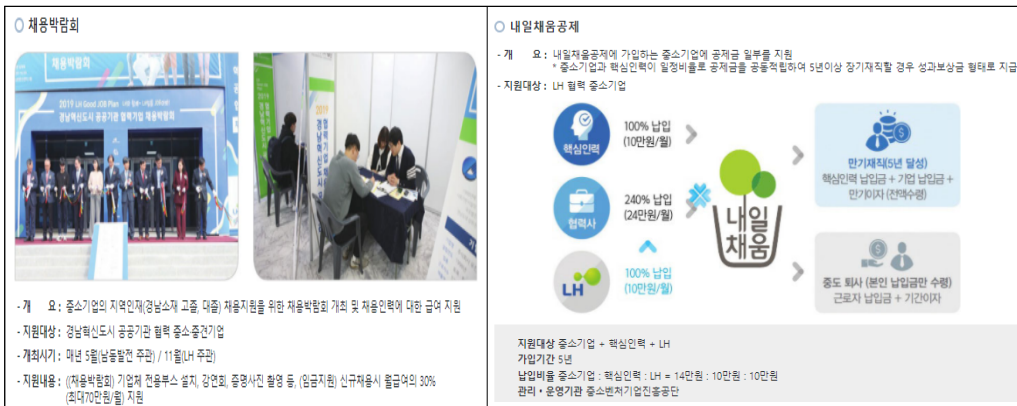 채용박람회
채용박람회
2019 LH Good JOB Plan
경남혁신도시 공공기관 협력기업 채용박람회
- 개 요 : 중소기업의 지역인재(경남소재 고졸, 대졸) 채용지원을 위한 채용박람회 개최 및 채용인력에 대한 급여 지원
- 지원대상 : 경남혁신도시 공공기관 협력 중소·중견기업
- 개최시기 : 매년 5월(남동발전 주관) / 11월(LH 주관)
- 지원내용 : ((채용박람회) 기업체 전용부스 설치, 강연회, 증명사진 촬영 등, (임금지원) 신규채용시 월급여의 30%
(최대70만원/월) 지원
내일채움공제
- 개 요 : 내일채움공제에 가입하는 중소기업에 공제금 일부를 지원
* 중소기업과 핵심인력이 일정비율로 공제금을 공동적립하여 5년이상 장기재직할 경우 성과보상금 형태로 지급
- 지원대상 : LH 협력 중소기업
핵심인력
100% 납입
(10만원/월)
협력사
240% 납입
(24만원/월)
LH
100% 납입
(10만원/월)
내일
채움
만기재직(5년 달성)
핵심인력 납입금 + 기업 납입금 +
만기이자 (전액수령)
중도 퇴사 (본인 납입금만 수령)
근로자 납입금 + 기간이자
지원대상 중소기업 + 핵심인력 + LH
가입기간 5년
납입비율 중소기업 : 핵심인력 : LH = 14만원 : 10만원 : 10만원
관리·운영기관 중소벤처기업진흥공단